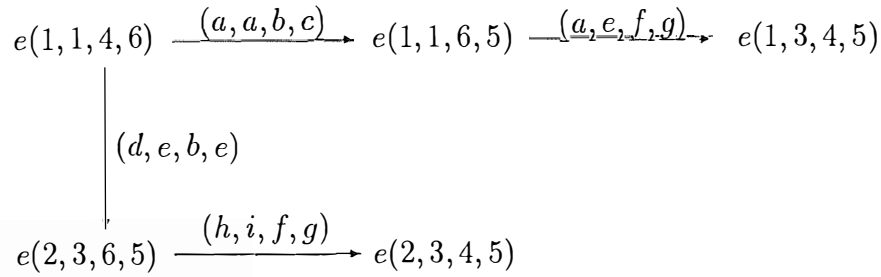 e(1,1,4,6) (a,a,b,c) e(1,1,6,5) (a,e,f,g) e(1,3,4,5)
(d,e,b,e)
e(2,3,6,5) (h,i,f,g) e(2,3,4,5)